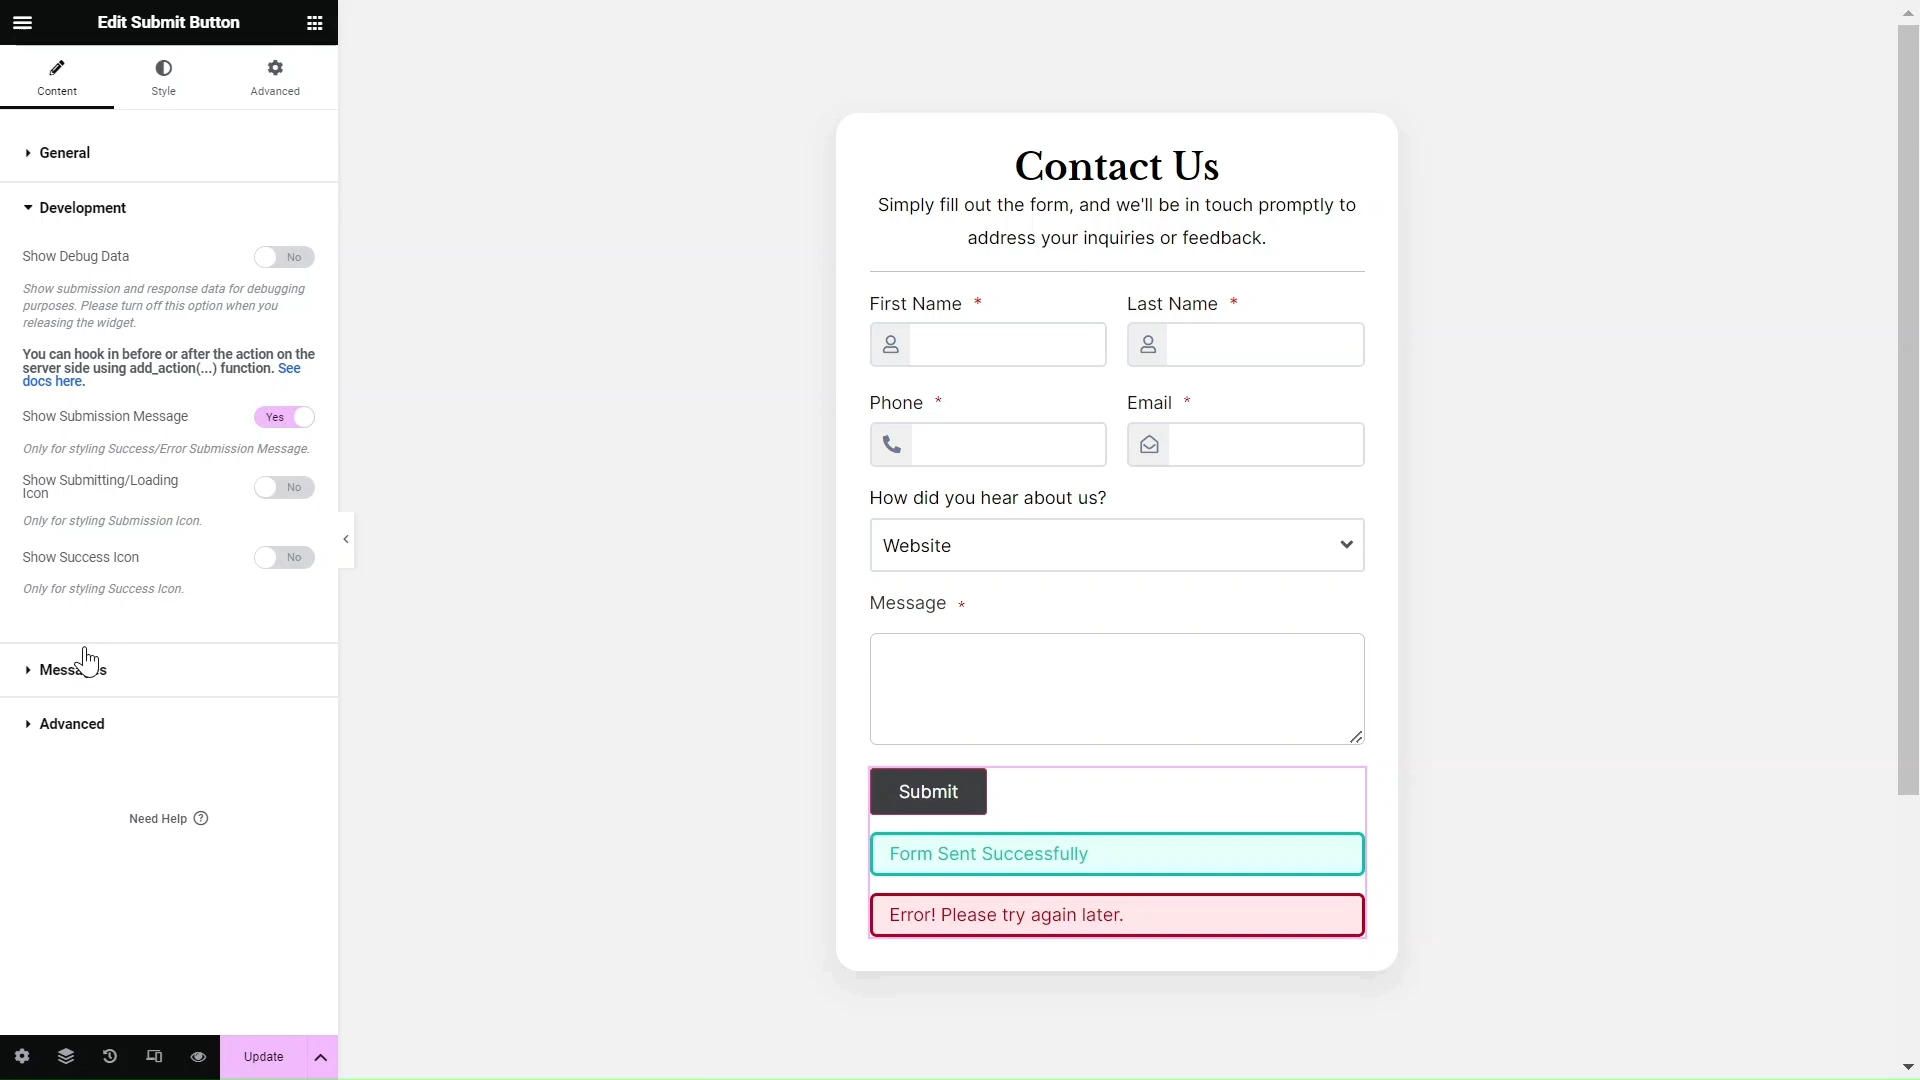 Edit Submit Button
Content
Style
Advanced
General
Development
Show Debug Data
No
Show submission and response data for debugging
purposes. Please turn off this option when you
releasing the widget.
You can hook in before or after the action on the
server side using add_action(...) function. See
docs here.
Show Submission Message
Yes
Only for styling Success/Error Submission Message.
Show Submitting/Loading
Icon
No
Only for styling Submission Icon.
Show Success Icon
No
Only for styling Success Icon.
Messages
Advanced
Need Help
Update
Contact Us
Simply fill out the form, and we'll be in touch promptly to
address your inquiries or feedback.
First Name *
Last Name *
Phone *
Email *
How did you hear about us?
Website
Message *
Submit
Form Sent Successfully
Error! Please try again later.